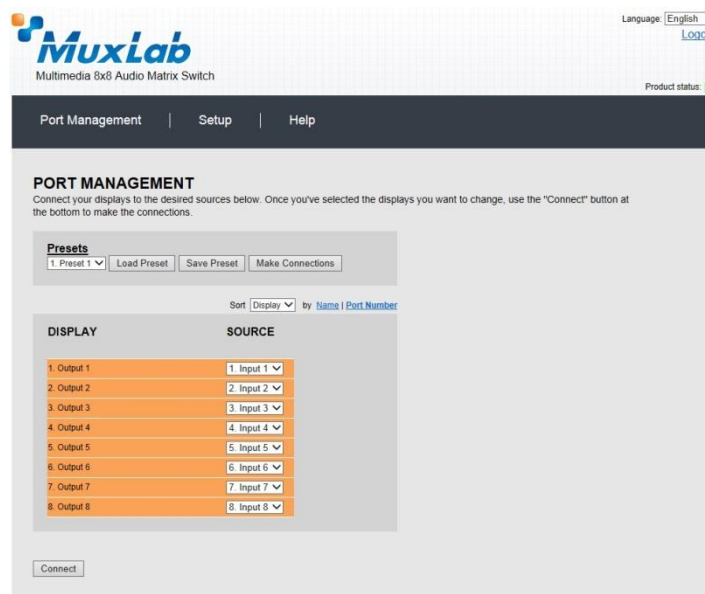 Language: English
MuxLab
Multimedia 8x8 Audio Matrix Switch
Product status:
Port Management | Setup | Help
PORT MANAGEMENT
Connect your displays to the desired sources below. Once you've selected the displays you want to change, use the "Connect" button at
the bottom to make the connections.
Presets
1. Preset 1 Load Preset Save Preset Make Connections
Sort Display by Name | Port Number
DISPLAY SOURCE
1. Output 1 1. Input 1
2. Output 2 2. Input 2
3. Output 3 3. Input 3
4. Output 4 4. Input 4
5. Output 5 5. Input 5
6. Output 6 6. Input 6
7. Output 7 7. Input 7
8. Output 8 8. Input 8
Connect